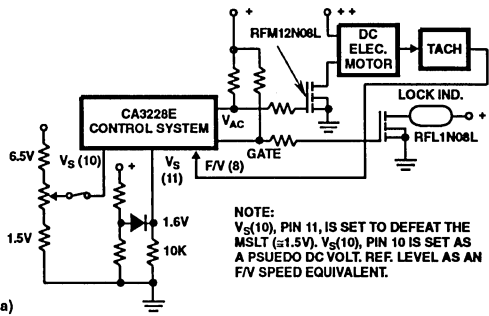 +
+ +
RFM12N08L
DC
ELEC.
MOTOR
TACH
LOCK IND.
+
CA3228E
CONTROL SYSTEM
VAC
RFL1N08L
GATE
6.5V
VS (10)
+
VS
(11)
F/V (8)
1.6V
1.5V
10K
NOTE:
VS(10), PIN 11, IS SET TO DEFEAT THE
MSLT (≅1.5V). VS(10), PIN 10 IS SET AS
A PSUEDO DC VOLT. REF. LEVEL AS AN
F/V SPEED EQUIVALENT.
a)